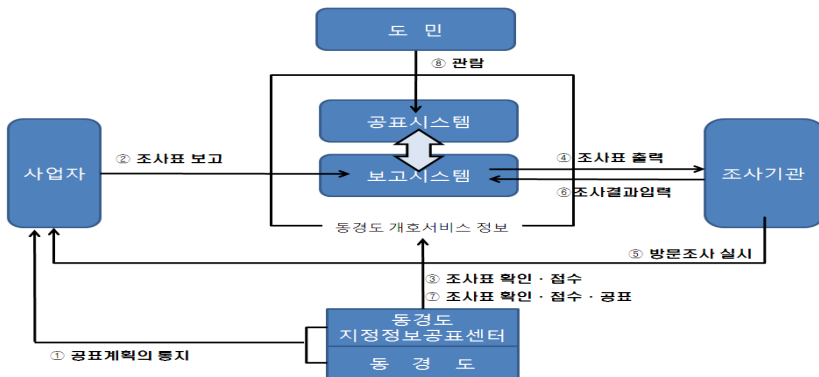 도 민
⑧ 관람
공표시스템
사업자
② 조사표 보고
보고시스템
④ 조사표 출력
⑥조사결과입력
조사기관
동경도 개호서비스 정보
⑤ 방문조사 실시
③ 조사표 확인 · 접수
⑦ 조사표 확인 · 접수 · 공표
동경도
지정정보공표센터
① 공표계획의 통지
동 경 도